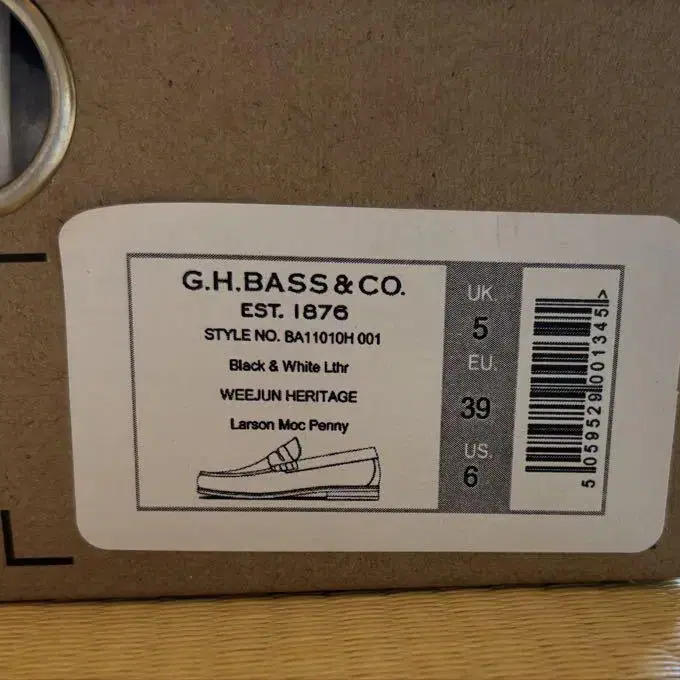 G.H.BASS & CO.
EST. 1876
STYLE NO. BA11010H 001
Black & White Lthr
WEEJUN HERITAGE
Larson Moc Penny
UK.
5
EU.
39
US.
6
5 059529 001345 >